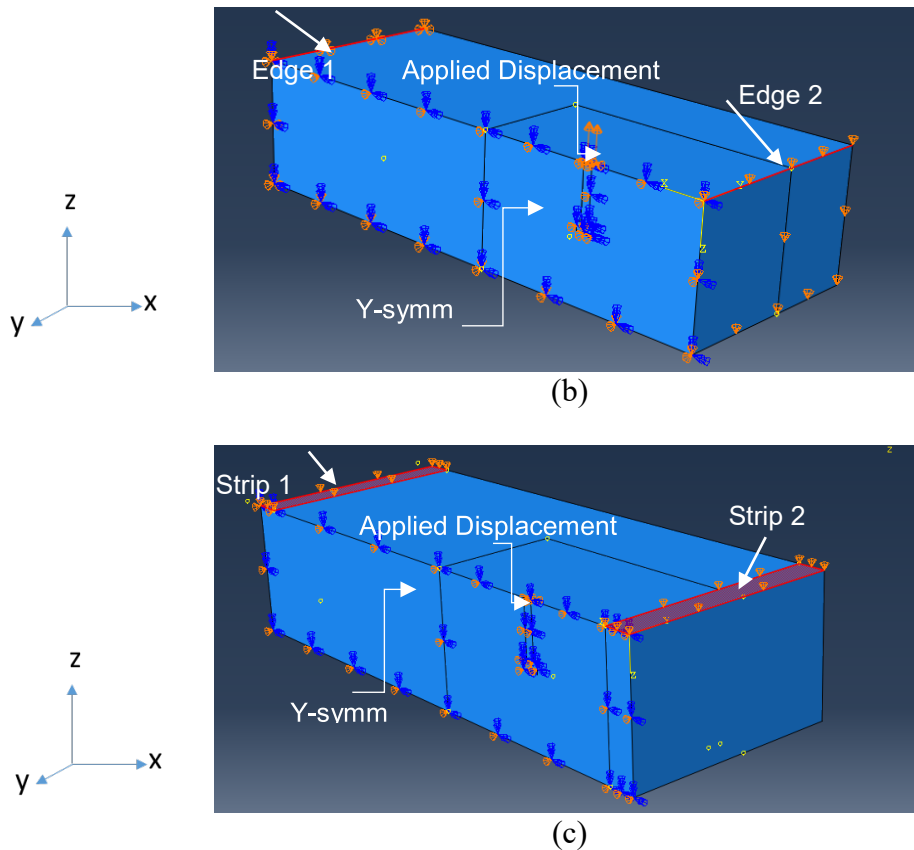 Edge 1
Applied Displacement
Edge 2
X
Y
Z
z
x
y
Y-symm
(b)
Z
Strip 1
Applied Displacement
Strip 2
Y
Z
z
x
y
Y-symm
(c)